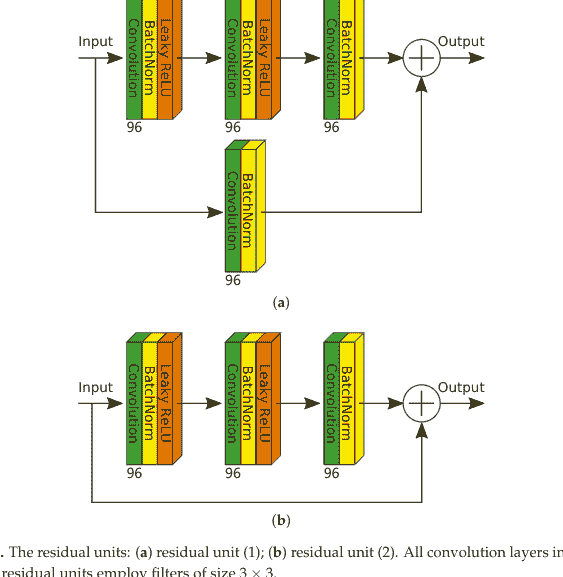 Input
Convolution
BatchNorm
Leaky ReLU
Convolution
BatchNorm
Leaky ReLU
Convolution
BatchNorm
Output
96
96
96
Convolution
BatchNorm
96
(a)
Input
Convolution
BatchNorm
Leaky ReLU
Convolution
BatchNorm
Leaky ReLU
Convolution
BatchNorm
Output
96
96
96
(b)
. The residual units: (a) residual unit (1); (b) residual unit (2). All convolution layers in
residual units employ filters of size 3 × 3.